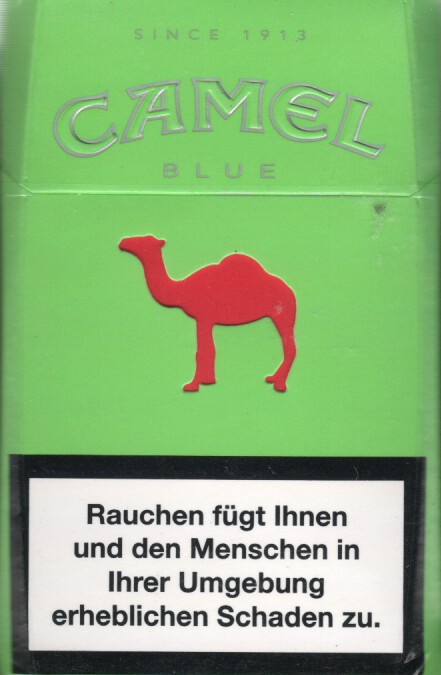 SINCE 1913
CAMEL
BLUE
Rauchen fügt Ihnen
und den Menschen in
Ihrer Umgebung
erheblichen Schaden zu.